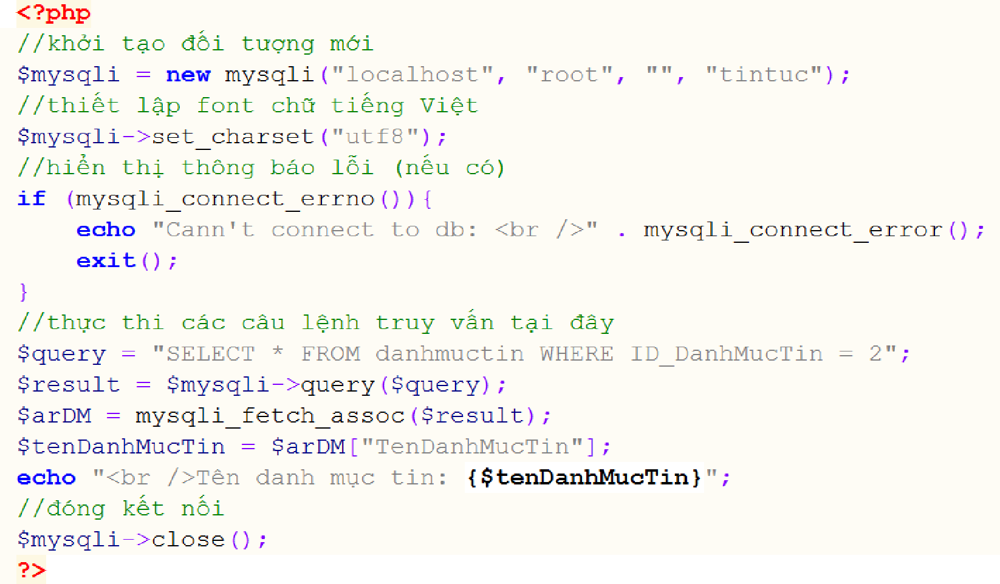 <?php
//khởi tạo đối tượng mới
$mysqli = new mysqli("localhost", "root", "", "tintuc");
//thiết lập font chữ tiếng Việt
$mysqli->set_charset("utf8");
//hiển thị thông báo lỗi (nếu có)
if (mysqli_connect_errno()){
    echo "Cann't connect to db: <br />" . mysqli_connect_error();
    exit();
}
//thực thi các câu lệnh truy vấn tại đây
$query = "SELECT * FROM danhmuctin WHERE ID_DanhMucTin = 2";
$result = $mysqli->query($query);
$arDM = mysqli_fetch_assoc($result);
$tenDanhMucTin = $arDM["TenDanhMucTin"];
echo "<br />Tên danh mục tin: {$tenDanhMucTin}";
//đóng kết nối
$mysqli->close();
?>